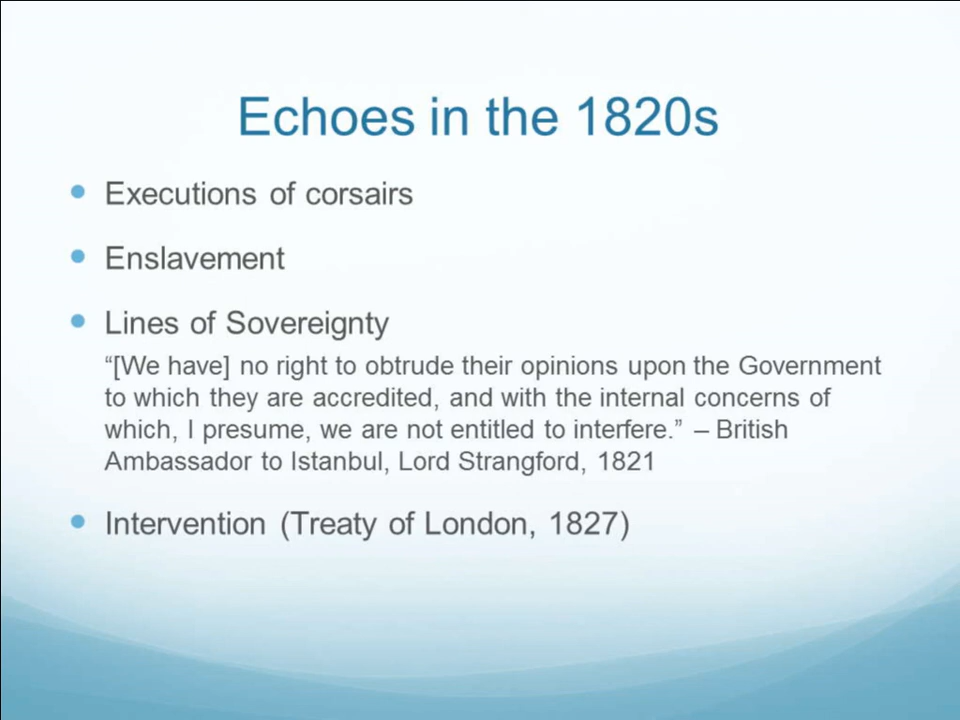 Echoes in the 1820s
Executions of corsairs
Enslavement
Lines of Sovereignty
“[We have] no right to obtrude their opinions upon the Government
to which they are accredited, and with the internal concerns of
which, I presume, we are not entitled to interfere.” – British
Ambassador to Istanbul, Lord Strangford, 1821
Intervention (Treaty of London, 1827)